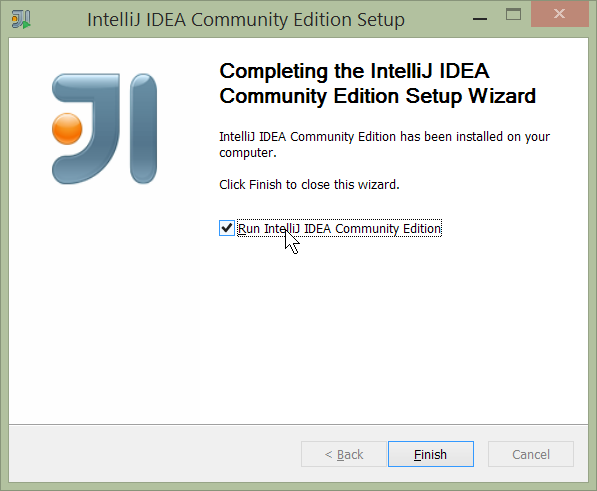 IntelliJ IDEA Community Edition Setup
Completing the IntelliJ IDEA
Community Edition Setup Wizard
IntelliJ IDEA Community Edition has been installed on your
computer.
Click Finish to close this wizard.
Run IntelliJ IDEA Community Edition
< Back
Finish
Cancel